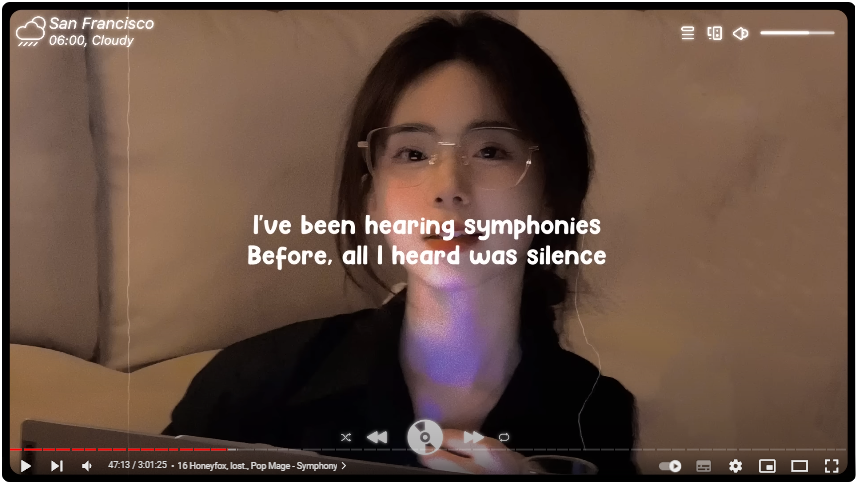 San Francisco
06:00, Cloudy
I've been hearing symphonies
Before, all I heard was silence
47:13 / 3:01:25 • 16 Honeyfox, lost., Pop Mage - Symphony